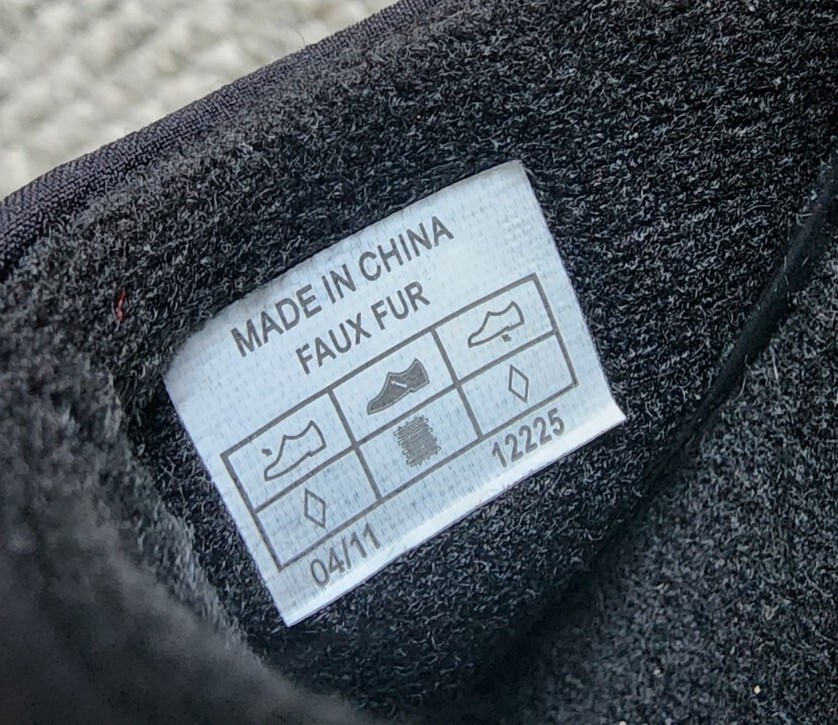 MADE IN CHINA
FAUX FUR
04/11 12225